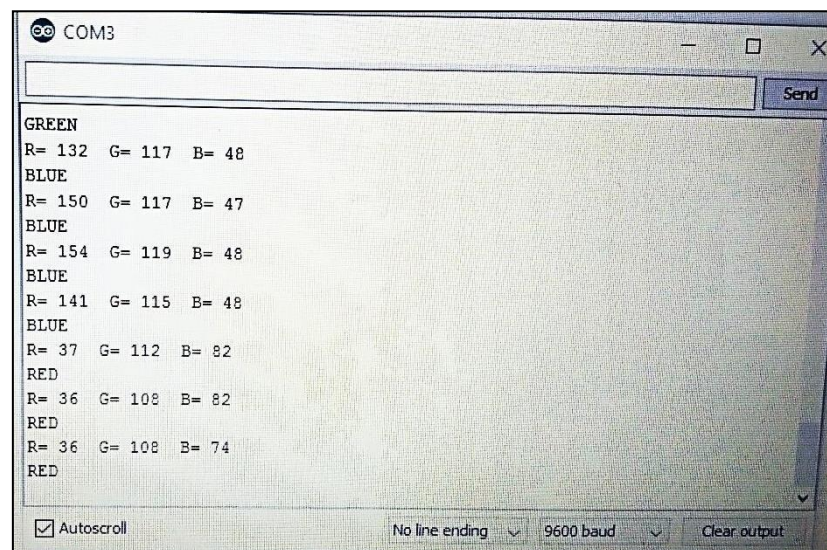 COM3
Send
GREEN
R= 132 G= 117 B= 48
BLUE
R= 150 G= 117 B= 47
BLUE
R= 154 G= 119 B= 48
BLUE
R= 141 G= 115 B= 48
BLUE
R= 37 G= 112 B= 82
RED
R= 36 G= 108 B= 82
RED
R= 36 G= 108 B= 74
RED
Autoscroll No line ending 9600 baud Clear output